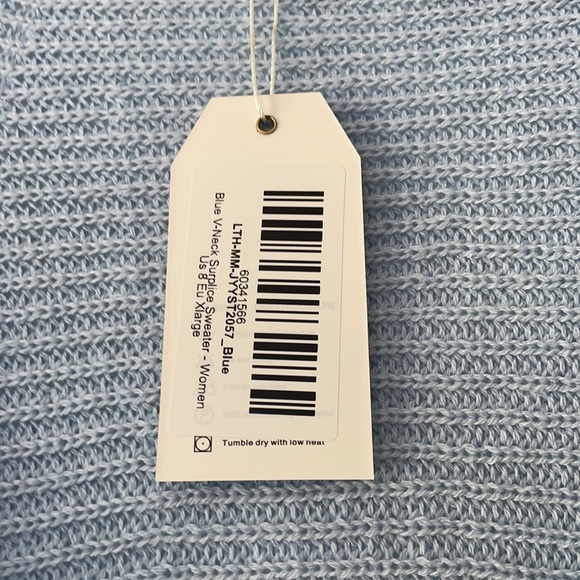 60341566
LTH-MM-JYYST2057_Blue
Blue V-Neck Surplice Sweater - Women
Us 8 Eu Xlarge
Tumble dry with low heat